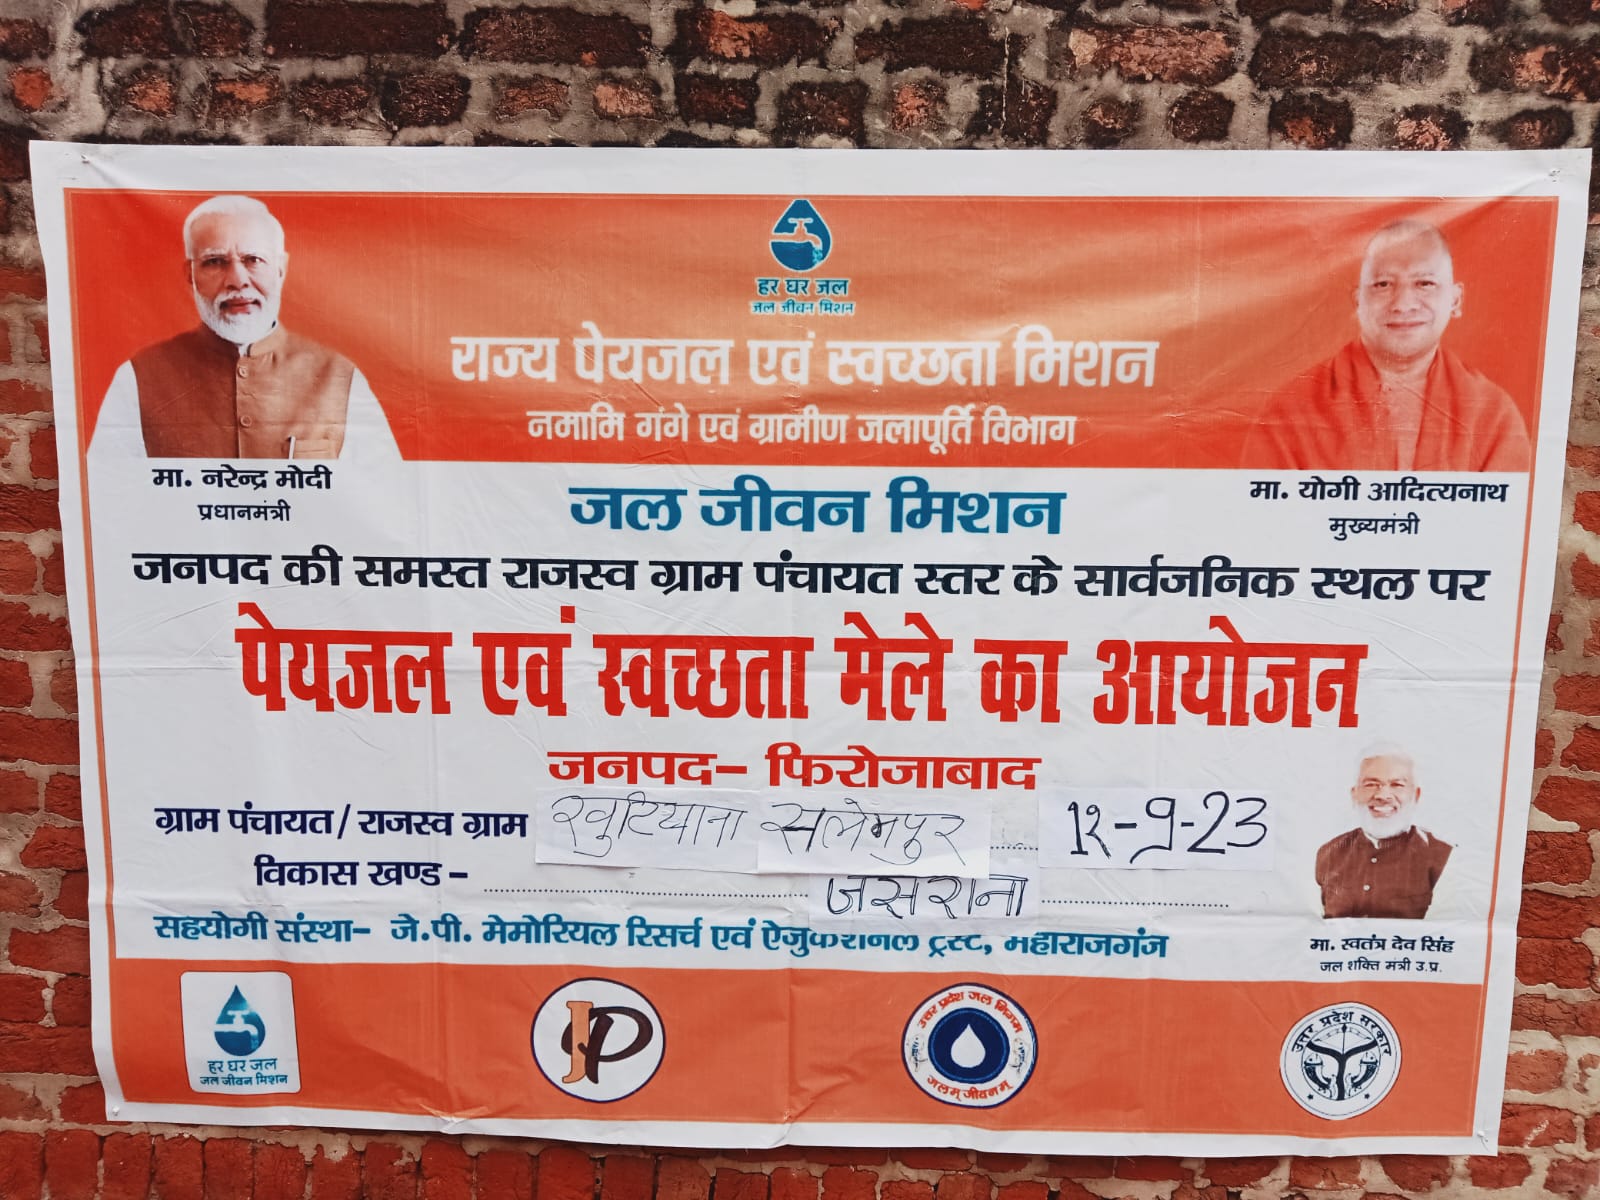 हर घर जल
जल जीवन मिशन
राज्य पेयजल एवं स्वच्छता मिशन
नमामि गंगे एवं ग्रामीण जलापूर्ति विभाग
मा. नरेन्द्र मोदी
प्रधानमंत्री
मा. योगी आदित्यनाथ
मुख्यमंत्री
जल जीवन मिशन
जनपद की समस्त राजस्व ग्राम पंचायत स्तर के सार्वजनिक स्थल पर
पेयजल एवं स्वच्छता मेले का आयोजन
जनपद– फिरोजाबाद
ग्राम पंचायत/राजस्व ग्राम खुटियाना सलेमपुर 12-9-23
विकास खण्ड – जसराना
सहयोगी संस्था– जे.पी. मेमोरियल रिसर्च एवं ऐजुकेशनल ट्रस्ट, महाराजगंज
मा. स्वतंत्र देव सिंह
जल शक्ति मंत्री उ.प्र.
हर घर जल
जल जीवन मिशन
JP
उत्तर प्रदेश जल निगम
जलम् जीवनम्
उत्तर प्रदेश सरकार